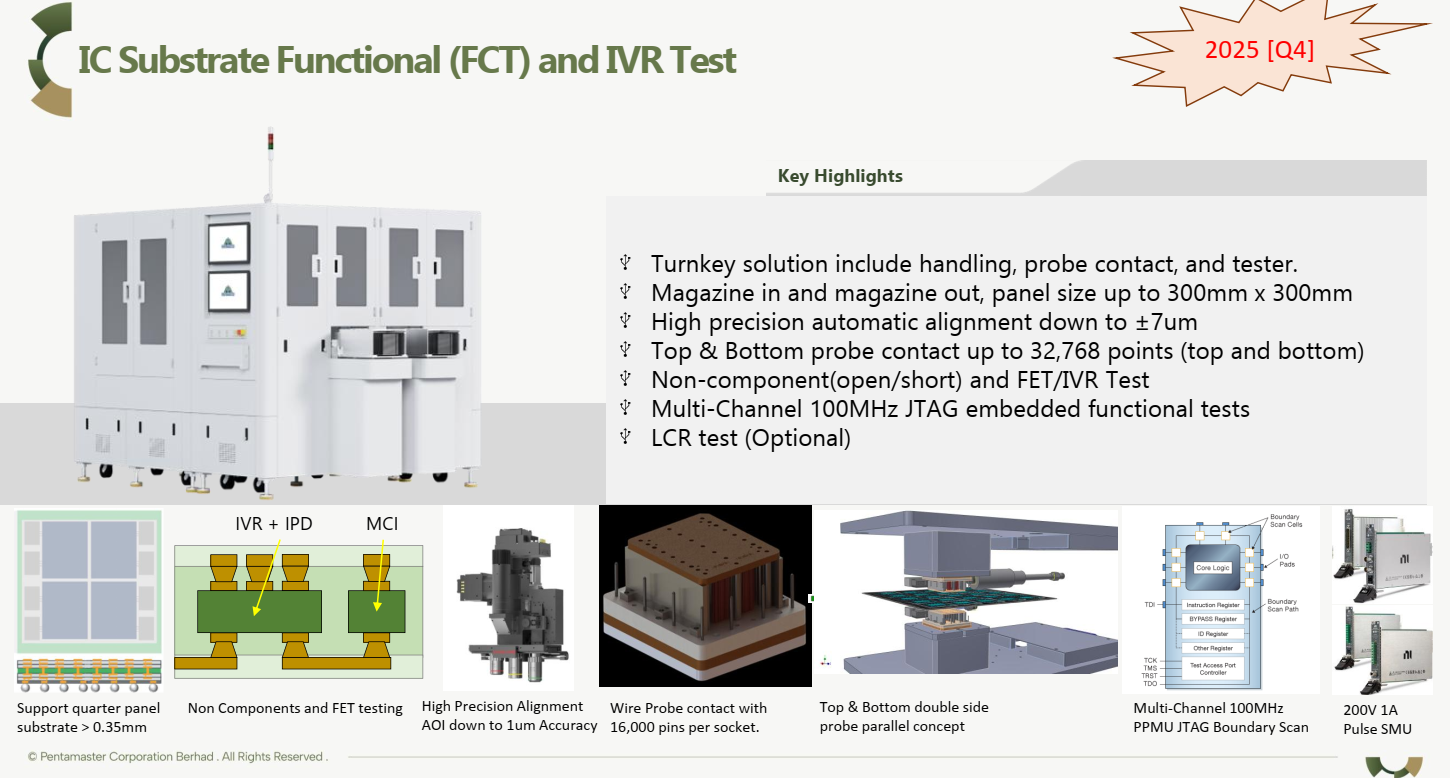 IC Substrate Functional (FCT) and IVR Test
2025 [Q4]
Key Highlights
Turnkey solution include handling, probe contact, and tester.
Magazine in and magazine out, panel size up to 300mm x 300mm
High precision automatic alignment down to ±7um
Top & Bottom probe contact up to 32,768 points (top and bottom)
Non-component(open/short) and FET/IVR Test
Multi-Channel 100MHz JTAG embedded functional tests
LCR test (Optional)
IVR + IPD
MCI
Boundary
Scan Cells
I/O
Pads
Core Logic
Boundary
Scan Path
TDI
Instruction Register
BYPASS Register
ID Register
Other Register
Test Access Port
Controller
TCK
TMS
TRST
TDO
Support quarter panel
substrate > 0.35mm
Non Components and FET testing
High Precision Alignment
AOI down to 1um Accuracy
Wire Probe contact with
16,000 pins per socket.
Top & Bottom double side
probe parallel concept
Multi-Channel 100MHz
PPMU JTAG Boundary Scan
200V 1A
Pulse SMU
© Pentamaster Corporation Berhad . All Rights Reserved .